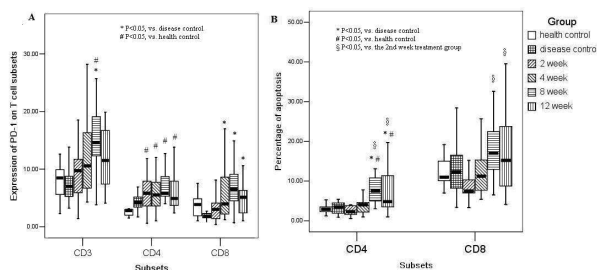 A
* P<0.05, vs. disease control
# P<0.05, vs. health control
Expression of PD-1 on T cell subsets
30.00
20.00
10.00
0.00
#
*
# # # #
* * *
CD3 CD4 CD8
Subsets
B
* P<0.05, vs. disease control
# P<0.05, vs. health control
§ P<0.05, vs. the 2nd week treatment group
Percentage of apoptosis
50.00
40.00
30.00
20.00
10.00
0.00
§ §
§ §
* # * #
CD4 CD8
Subsets
Group
health control
disease control
2 week
4 week
8 week
12 week